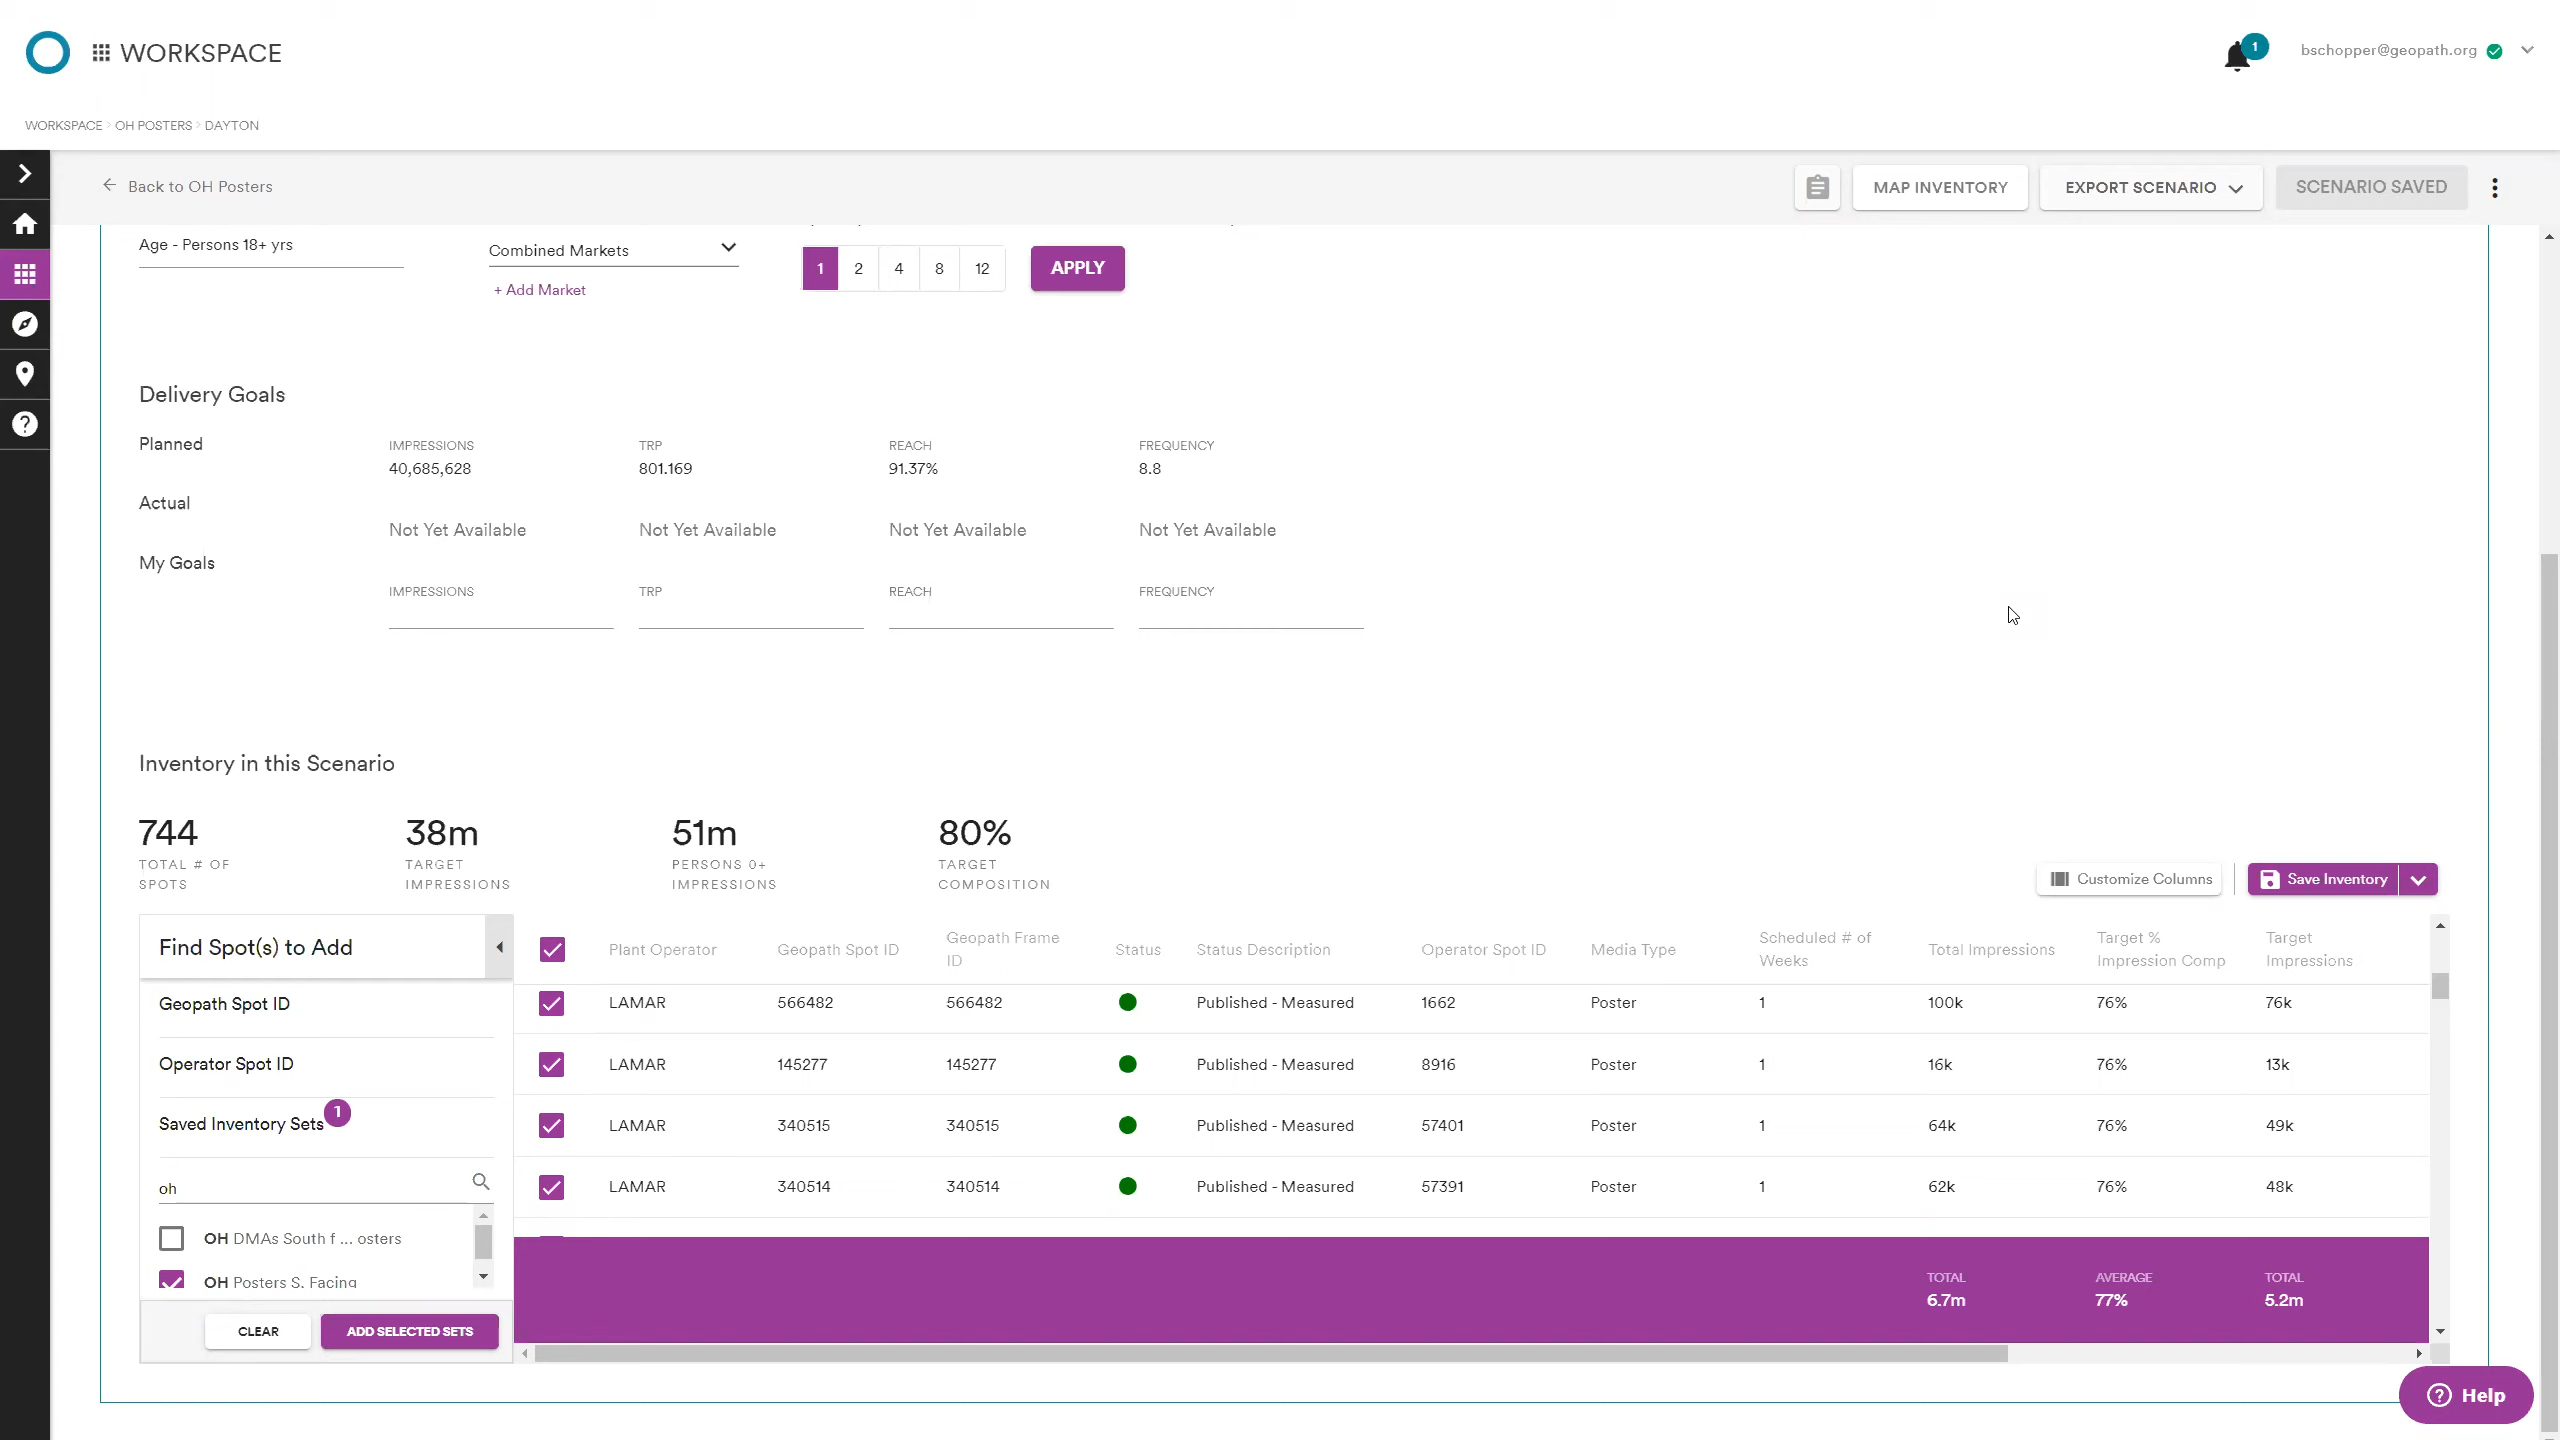 WORKSPACE
1
bschopper@geopath.org
WORKSPACE > OH POSTERS > DAYTON
Back to OH Posters
MAP INVENTORY
EXPORT SCENARIO
SCENARIO SAVED
Age - Persons 18+ yrs
Combined Markets
+ Add Market
1 2 4 8 12
APPLY
Delivery Goals
Planned
IMPRESSIONS TRP REACH FREQUENCY
40,685,628 801.169 91.37% 8.8
Actual
Not Yet Available Not Yet Available Not Yet Available Not Yet Available
My Goals
IMPRESSIONS TRP REACH FREQUENCY
Inventory in this Scenario
744 38m 51m 80%
TOTAL # OF TARGET PERSONS 0+ TARGET
SPOTS IMPRESSIONS IMPRESSIONS COMPOSITION
Customize Columns
Save Inventory
Find Spot(s) to Add
Geopath Spot ID
Operator Spot ID
Saved Inventory Sets 1
oh
OH DMAs South f ... osters
OH Posters S. Facing
CLEAR
ADD SELECTED SETS
Plant Operator Geopath Spot ID Geopath Frame ID Status Status Description Operator Spot ID Media Type Scheduled # of Weeks Total Impressions Target % Impression Comp Target Impressions
LAMAR 566482 566482 Published - Measured 1662 Poster 1 100k 76% 76k
LAMAR 145277 145277 Published - Measured 8916 Poster 1 16k 76% 13k
LAMAR 340515 340515 Published - Measured 57401 Poster 1 64k 76% 49k
LAMAR 340514 340514 Published - Measured 57391 Poster 1 62k 76% 48k
TOTAL AVERAGE TOTAL
6.7m 77% 5.2m
Help